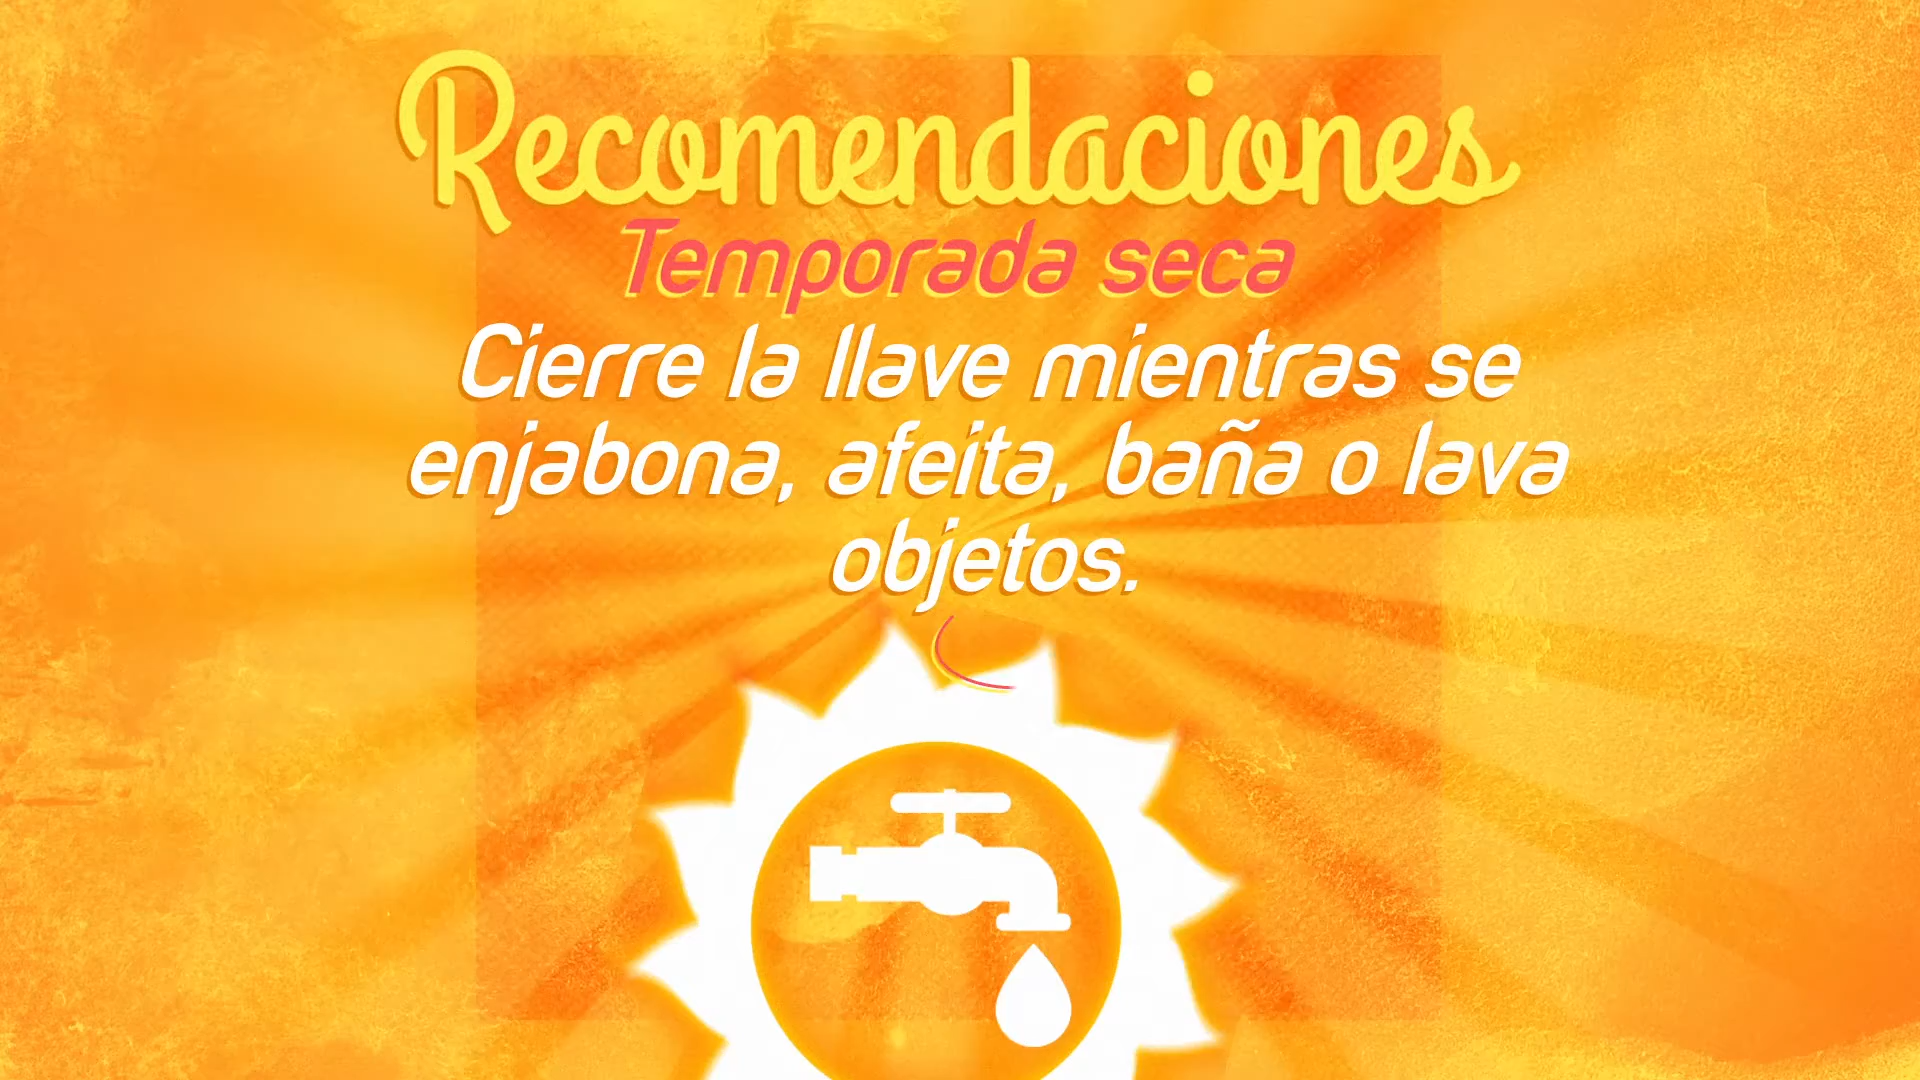 Recomendaciones
Temporada seca
Cierre la llave mientras se
enjabona, afeita, baña o lava
objetos.